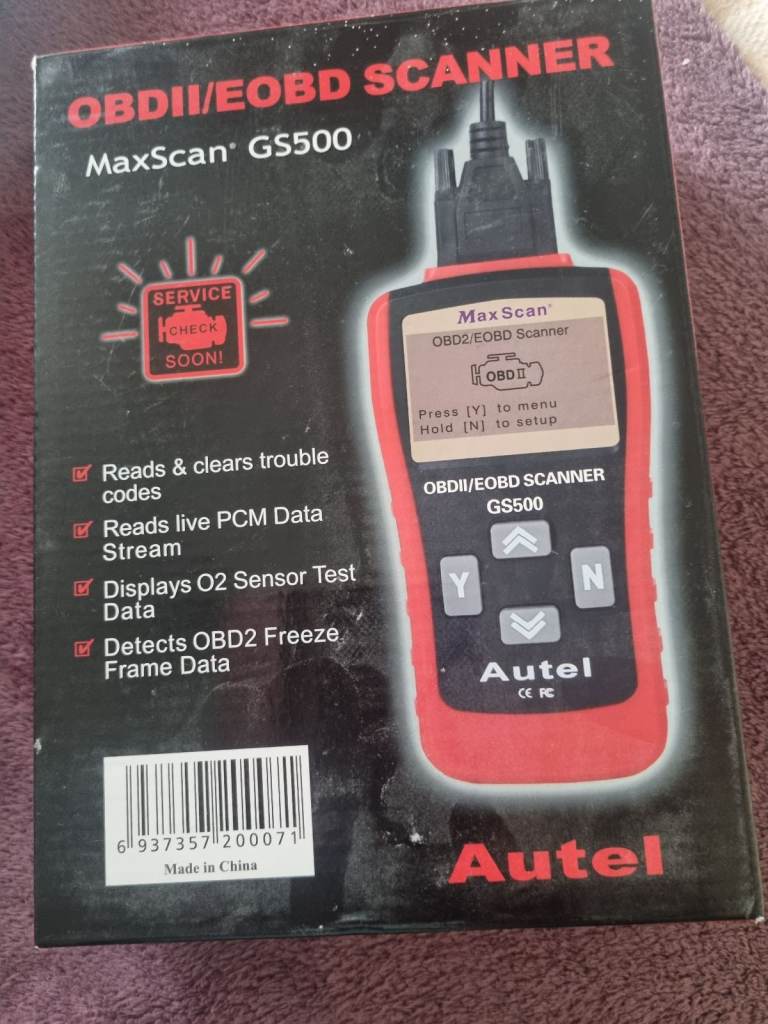 OBDII/EOBD SCANNER
MaxScan® GS500
SERVICE
CHECK
SOON!
Reads & clears trouble
codes
Reads live PCM Data
Stream
Displays O2 Sensor Test
Data
Detects OBD2 Freeze
Frame Data
MaxScan®
OBD2/EOBD Scanner
OBD II
Press [Y] to menu
Hold [N] to setup
OBDII/EOBD SCANNER
GS500
Y
N
Autel
CE FC
6 937357 200071
Made in China
Autel